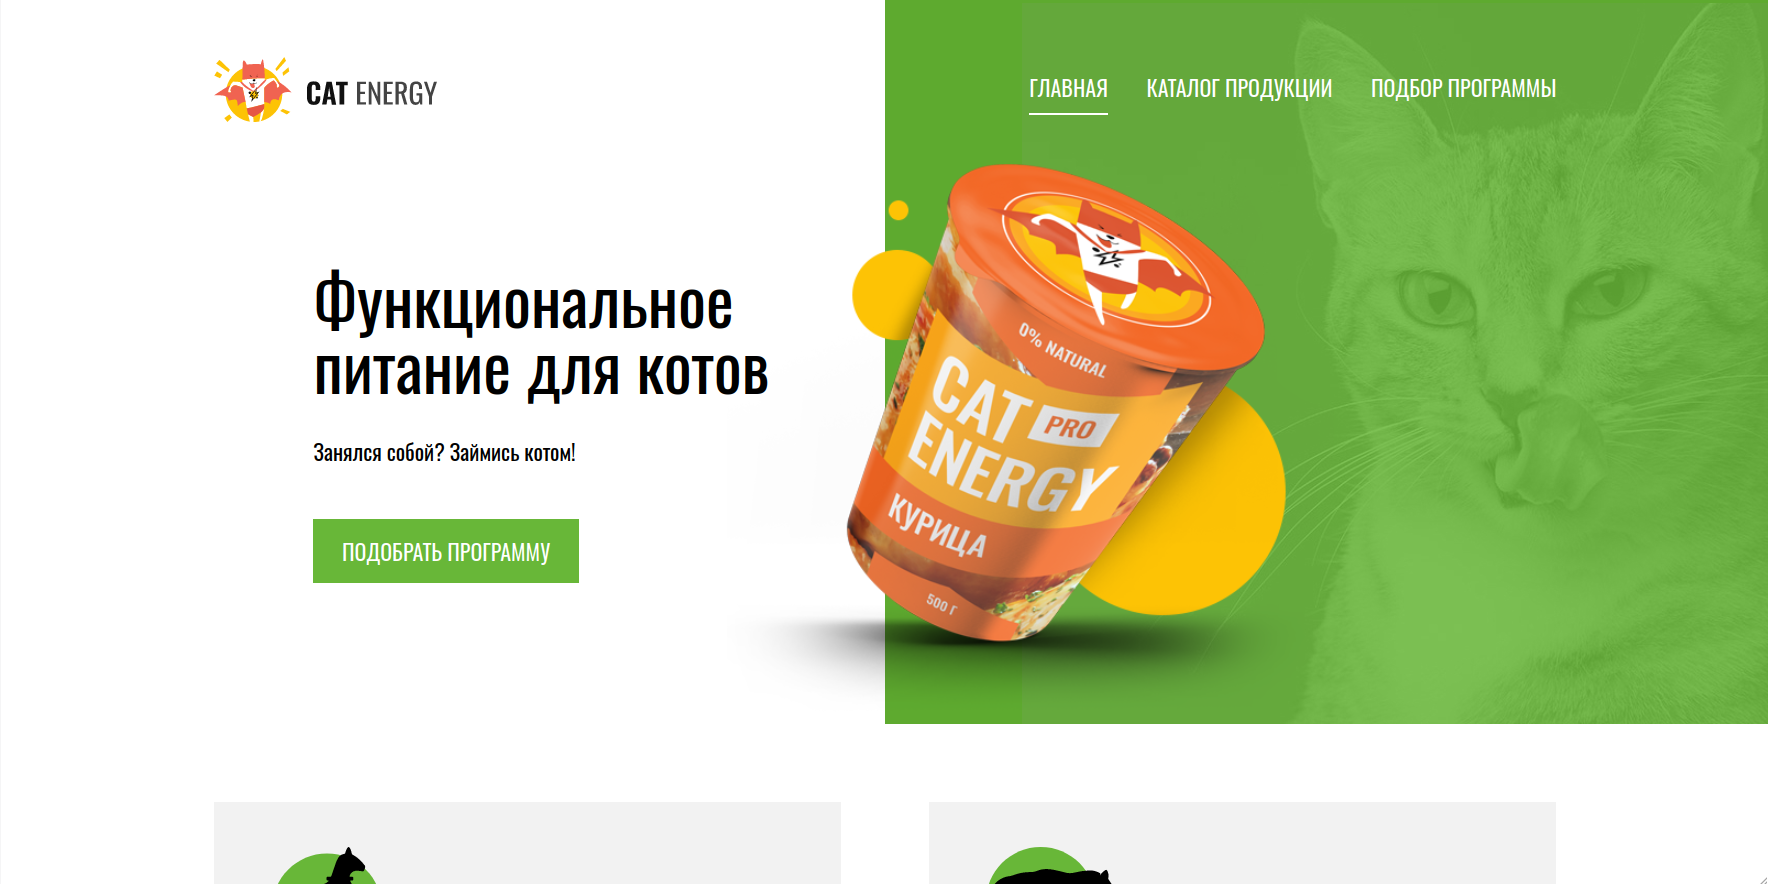 CAT ENERGY
ГЛАВНАЯ КАТАЛОГ ПРОДУКЦИИ ПОДБОР ПРОГРАММЫ
Функциональное
питание для котов
Занялся собой? Займись котом!
ПОДОБРАТЬ ПРОГРАММУ
0% NATURAL
CAT PRO
ENERGY
КУРИЦА
500 Г